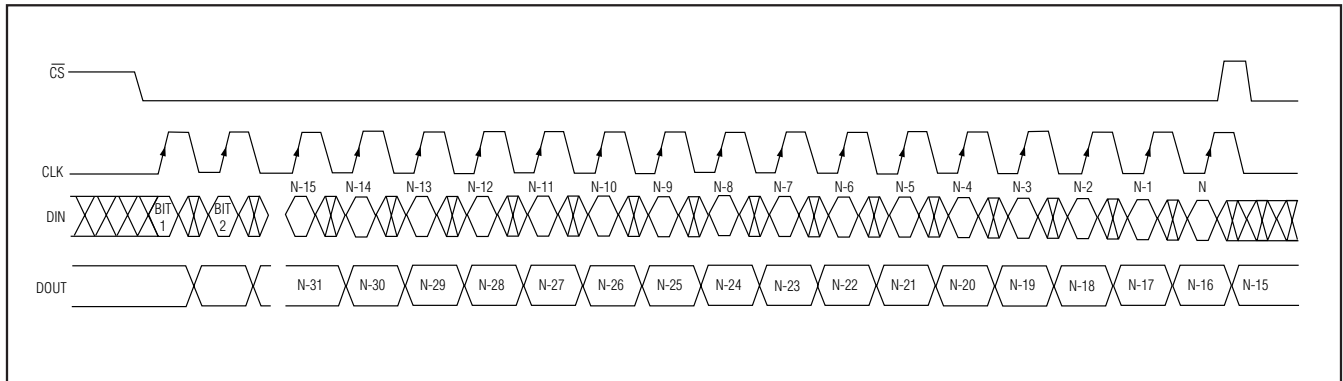 C̅S̅
CLK
N-15 N-14 N-13 N-12 N-11 N-10 N-9 N-8 N-7 N-6 N-5 N-4 N-3 N-2 N-1 N
DIN BIT 1 BIT 2
DOUT N-31 N-30 N-29 N-28 N-27 N-26 N-25 N-24 N-23 N-22 N-21 N-20 N-19 N-18 N-17 N-16 N-15